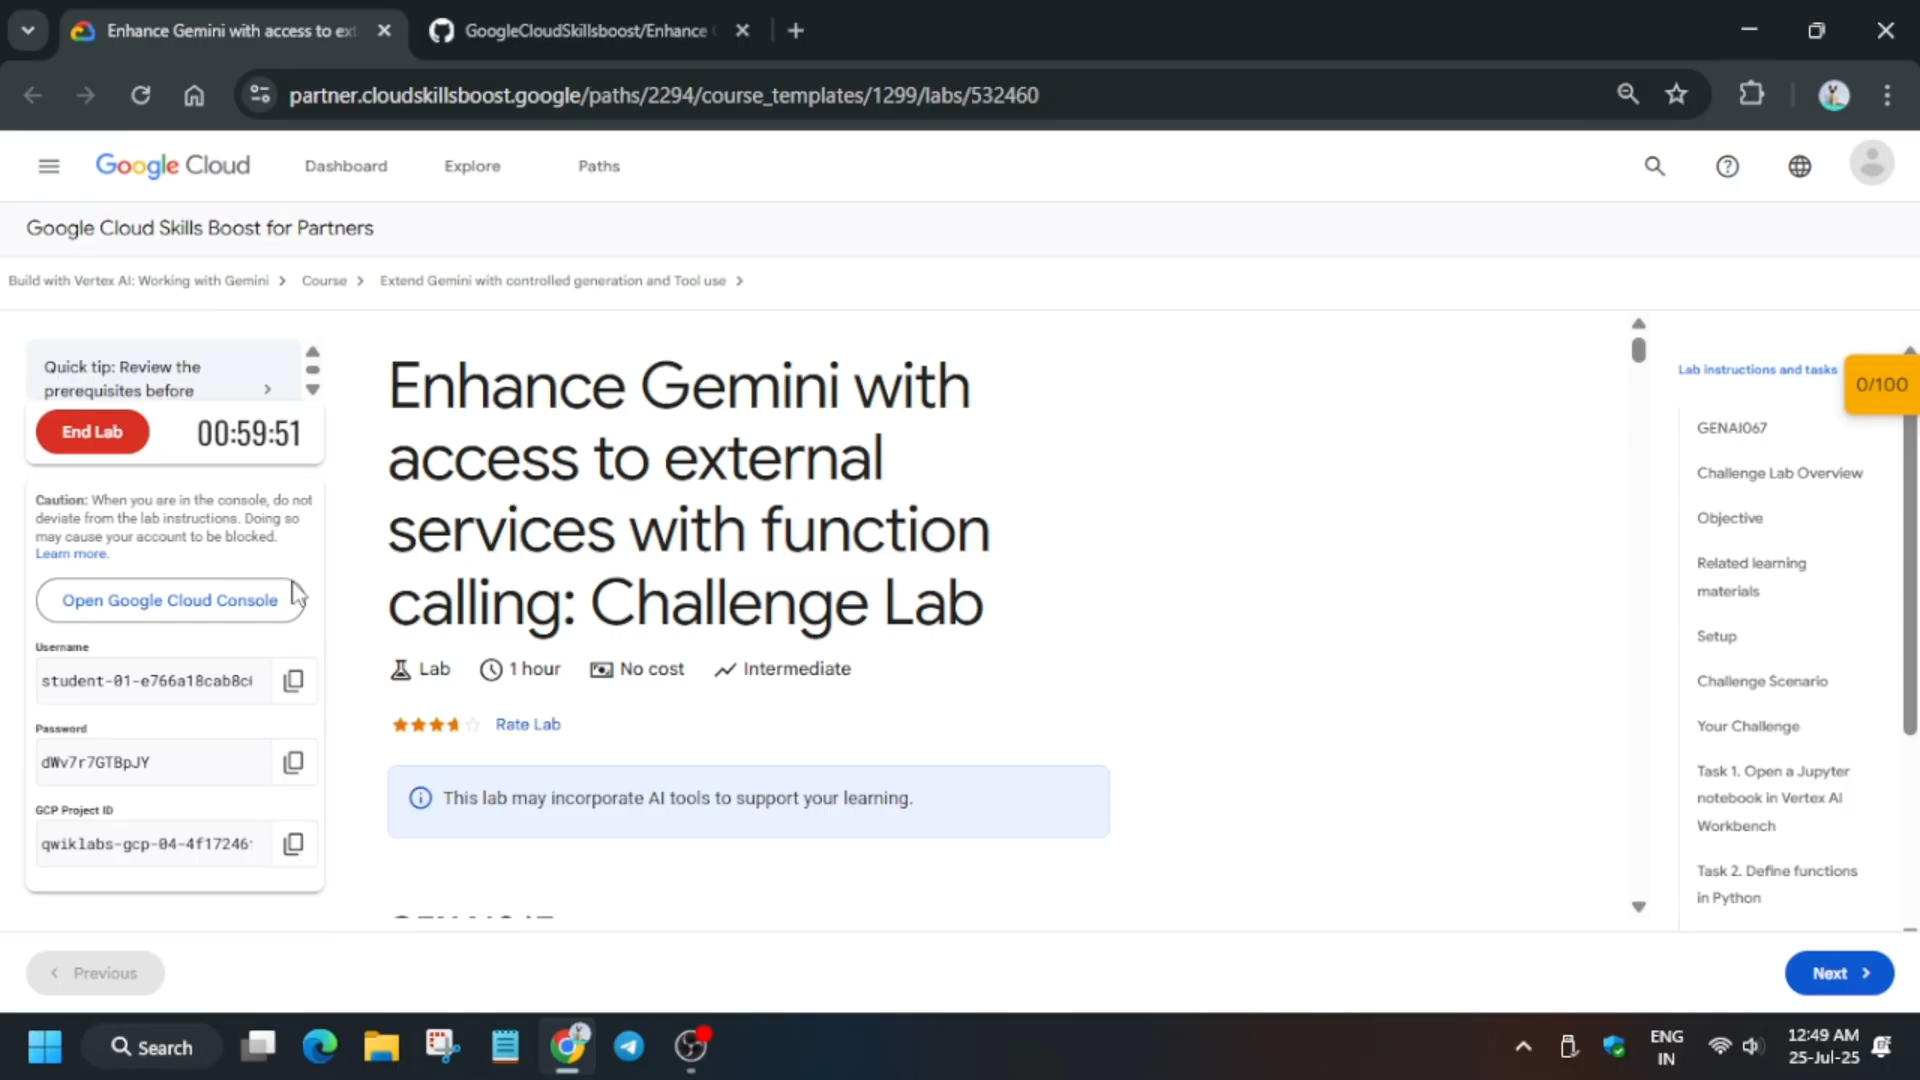 Enhance Gemini with access to ext
GoogleCloudSkillsboost/Enhance
partner.cloudskillsboost.google/paths/2294/course_templates/1299/labs/532460
Google Cloud
Dashboard
Explore
Paths
Google Cloud Skills Boost for Partners
Build with Vertex AI: Working with Gemini > Course > Extend Gemini with controlled generation and Tool use >
Quick tip: Review the
prerequisites before
End Lab
00:59:51
Caution: When you are in the console, do not
deviate from the lab instructions. Doing so
may cause your account to be blocked.
Learn more.
Open Google Cloud Console
Username
student-01-e766a18cab8c
Password
dWv7r7GTBpJY
GCP Project ID
qwiklabs-gcp-04-4f17246
Enhance Gemini with
access to external
services with function
calling: Challenge Lab
Lab
1 hour
No cost
Intermediate
Rate Lab
This lab may incorporate AI tools to support your learning.
Lab instructions and tasks
0/100
GENAI067
Challenge Lab Overview
Objective
Related learning
materials
Setup
Challenge Scenario
Your Challenge
Task 1. Open a Jupyter
notebook in Vertex AI
Workbench
Task 2. Define functions
in Python
Previous
Next
Search
ENG
IN
12:49 AM
25-Jul-25